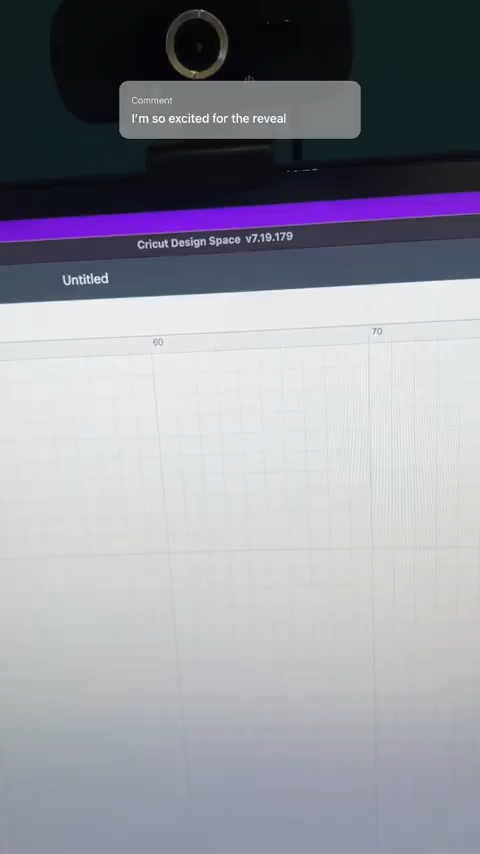 Comment
I'm so excited for the reveal
Cricut Design Space v7.19.179
Untitled
60
70